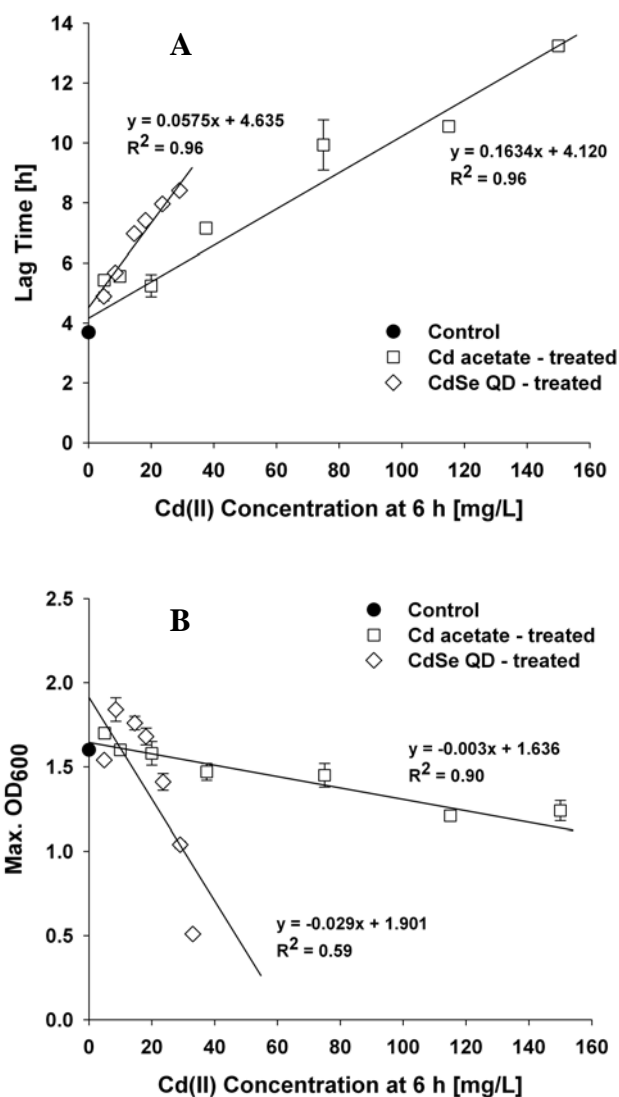 14
12
10
8
6
4
2
0
Lag Time [h]
A
y = 0.0575x + 4.635
R2 = 0.96
y = 0.1634x + 4.120
R2 = 0.96
Control
Cd acetate - treated
CdSe QD - treated
0 20 40 60 80 100 120 140 160
Cd(II) Concentration at 6 h [mg/L]
2.5
2.0
1.5
1.0
0.5
0.0
Max. OD600
B
Control
Cd acetate - treated
CdSe QD - treated
y = -0.003x + 1.636
R2 = 0.90
y = -0.029x + 1.901
R2 = 0.59
0 20 40 60 80 100 120 140 160
Cd(II) Concentration at 6 h [mg/L]